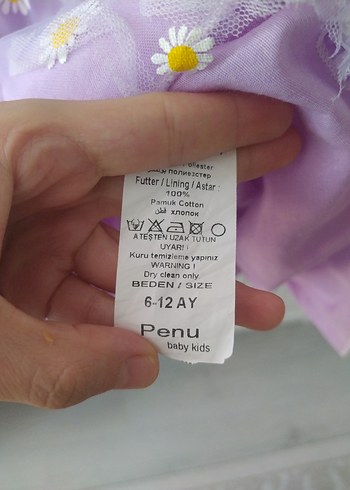 Futter / Lining / Astar :
100%
Pamuk Cotton
قطن хлопок
ATEŞTEN UZAK TUTUN
UYARI :
Kuru temizleme yapınız
WARNING !
Dry clean only
BEDEN / SIZE
6-12 AY
Penu
baby kids